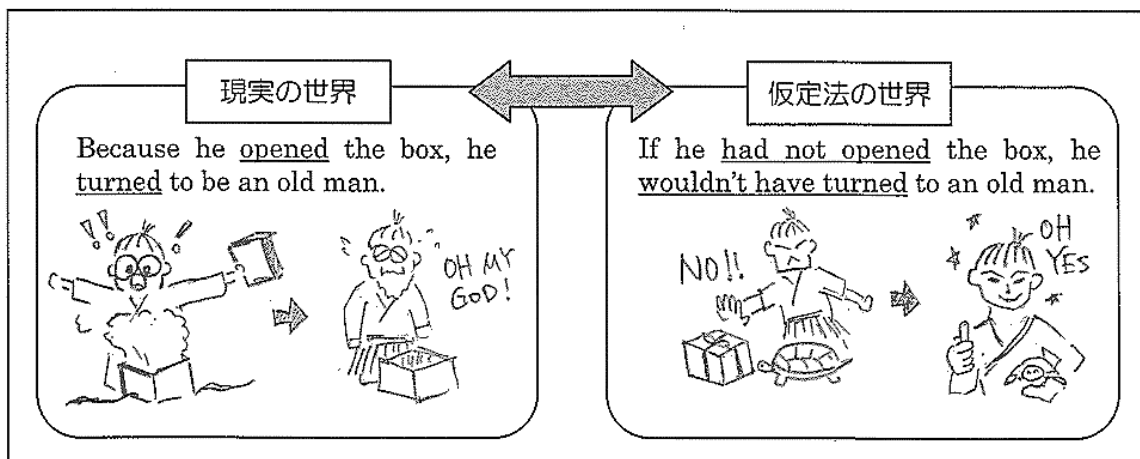 現実の世界
Because he opened the box, he
turned to be an old man.
!!
!
OH MY
GOD!
仮定法の世界
If he had not opened the box, he
wouldn't have turned to an old man.
NO!!
OH
YES